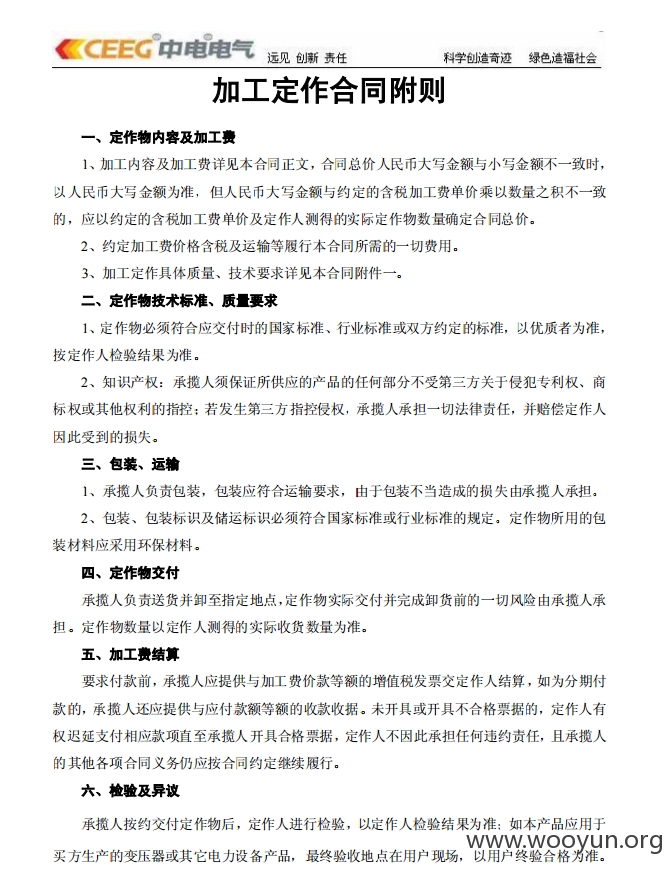 CEEG 中电电气 远见 创新 责任 科学创造奇迹 绿色造福社会
加工定作合同附则
一、定作物内容及加工费
1、加工内容及加工费详见本合同正文，合同总价人民币大写金额与小写金额不一致时，
以人民币大写金额为准，但人民币大写金额与约定的含税加工费单价乘以数量之积不一致
的，应以约定的含税加工费单价及定作人测得的实际定作物数量确定合同总价。
2、约定加工费价格含税及运输等履行本合同所需的一切费用。
3、加工定作具体质量、技术要求详见本合同附件一。
二、定作物技术标准、质量要求
1、定作物必须符合应交付时的国家标准、行业标准或双方约定的标准，以优质者为准，
按定作人检验结果为准。
2、知识产权：承揽人须保证所供应的产品的任何部分不受第三方关于侵犯专利权、商
标权或其他权利的指控；若发生第三方指控侵权，承揽人承担一切法律责任，并赔偿定作人
因此受到的损失。
三、包装、运输
1、承揽人负责包装，包装应符合运输要求，由于包装不当造成的损失由承揽人承担。
2、包装、包装标识及储运标识必须符合国家标准或行业标准的规定。定作物所用的包
装材料应采用环保材料。
四、定作物交付
承揽人负责送货并卸至指定地点，定作物实际交付并完成卸货前的一切风险由承揽人承
担。定作物数量以定作人测得的实际收货数量为准。
五、加工费结算
要求付款前，承揽人应提供与加工费价款等额的增值税发票交定作人结算，如为分期付
款的，承揽人还应提供与应付款额等额的收款收据。未开具或开具不合格票据的，定作人有
权迟延支付相应款项直至承揽人开具合格票据，定作人不因此承担任何违约责任，且承揽人
的其他各项合同义务仍应按合同约定继续履行。
六、检验及异议
承揽人按约交付定作物后，定作人进行检验，以定作人检验结果为准；如本产品应用于
买方生产的变压器或其它电力设备产品，最终验收地点在用户现场，以用户终验合格为准。
www.wooyun.org